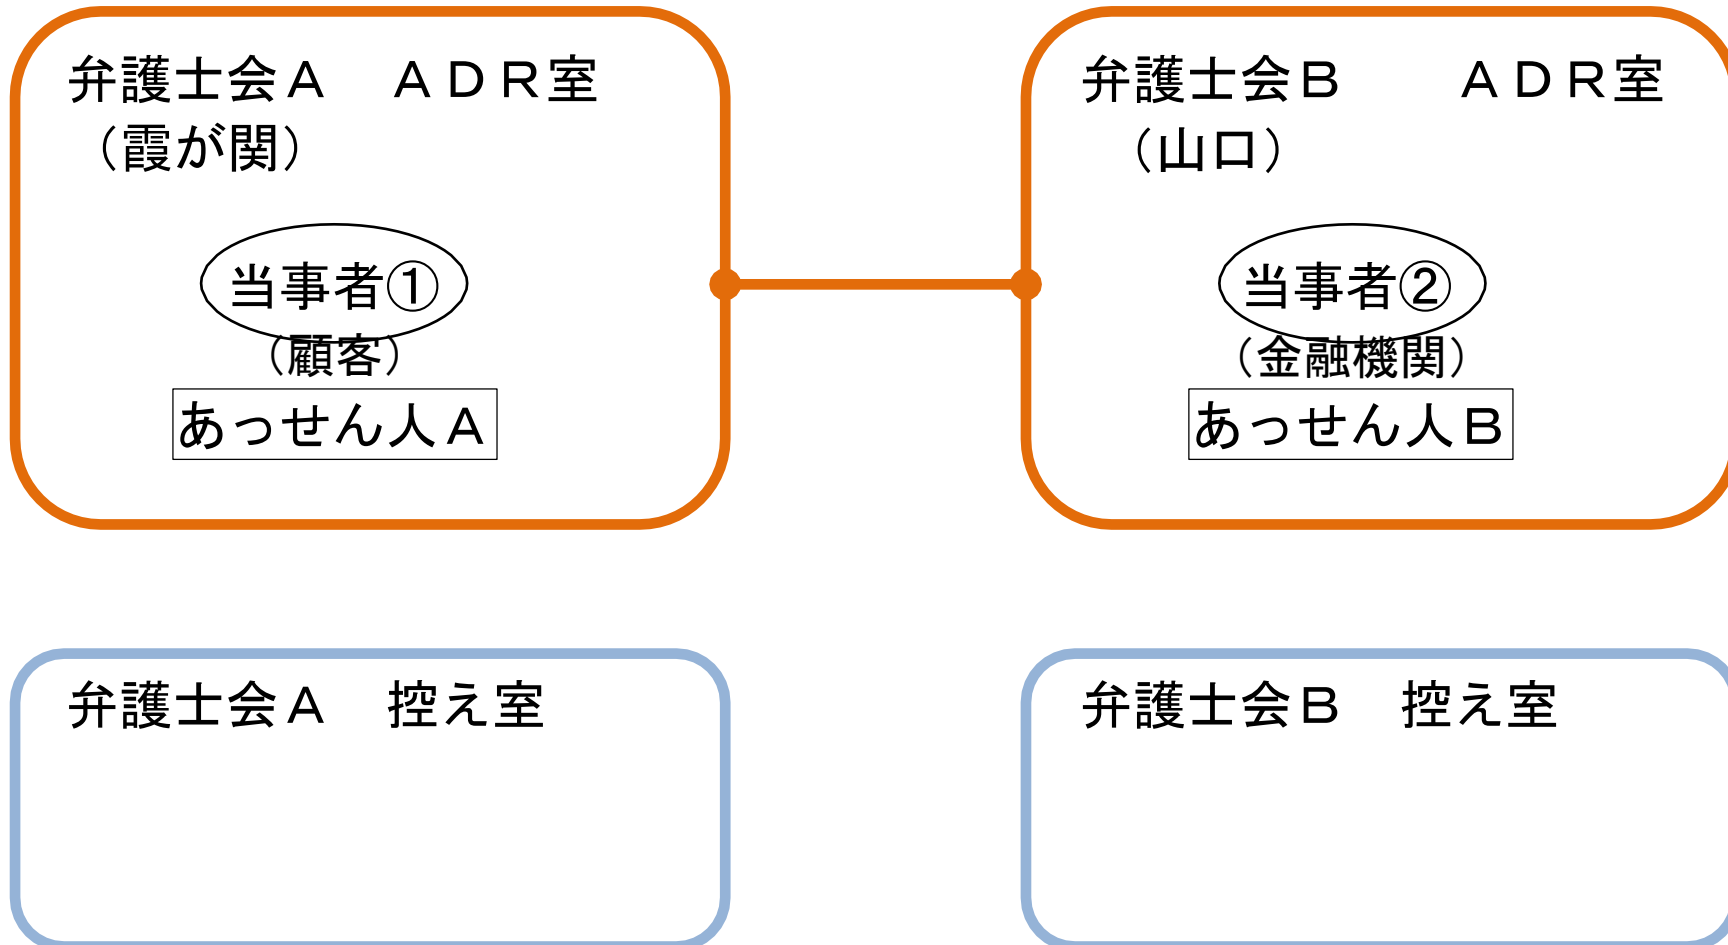 弁護士会Ａ　ＡＤＲ室
（霞が関）
当事者①
（顧客）
あっせん人Ａ
弁護士会Ｂ　　ＡＤＲ室
（山口）
当事者②
（金融機関）
あっせん人Ｂ
弁護士会Ａ　控え室
弁護士会Ｂ　控え室